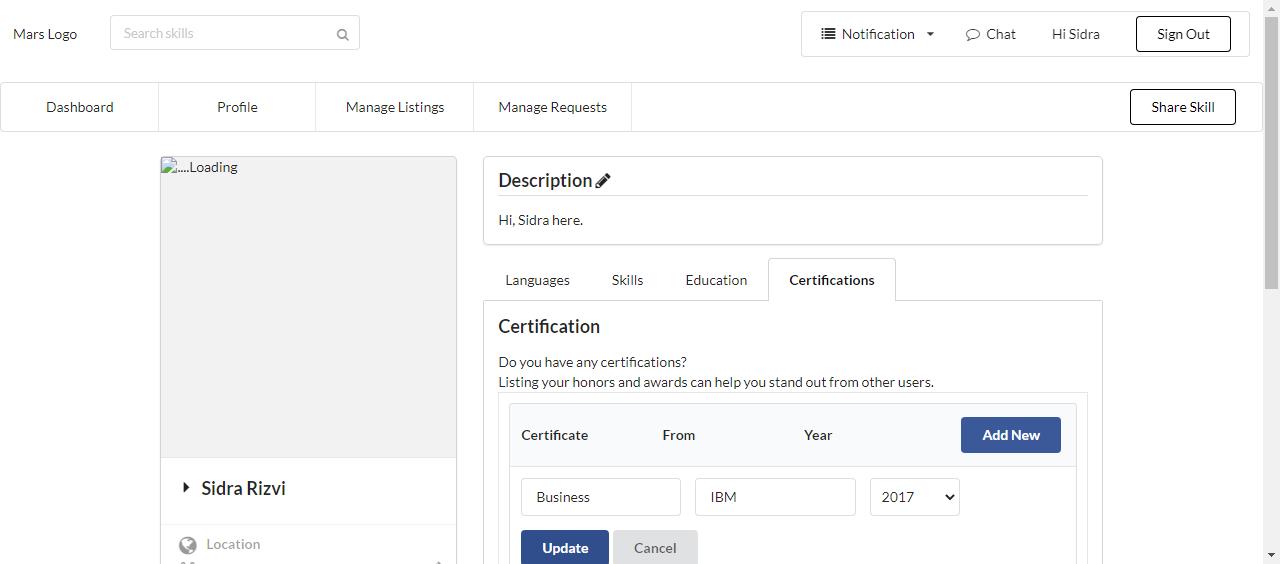 Mars Logo
Search skills
Notification
Chat
Hi Sidra
Sign Out
Dashboard
Profile
Manage Listings
Manage Requests
Share Skill
....Loading
Sidra Rizvi
Location
Description
Hi, Sidra here.
Languages
Skills
Education
Certifications
Certification
Do you have any certifications?
Listing your honors and awards can help you stand out from other users.
Certificate From Year Add New
Business IBM 2017
Update Cancel